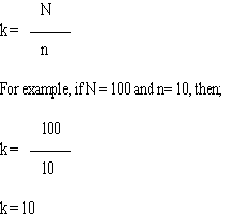 N
k =
n
For example, if N = 100 and n= 10, then;
100
k =
10
k = 10